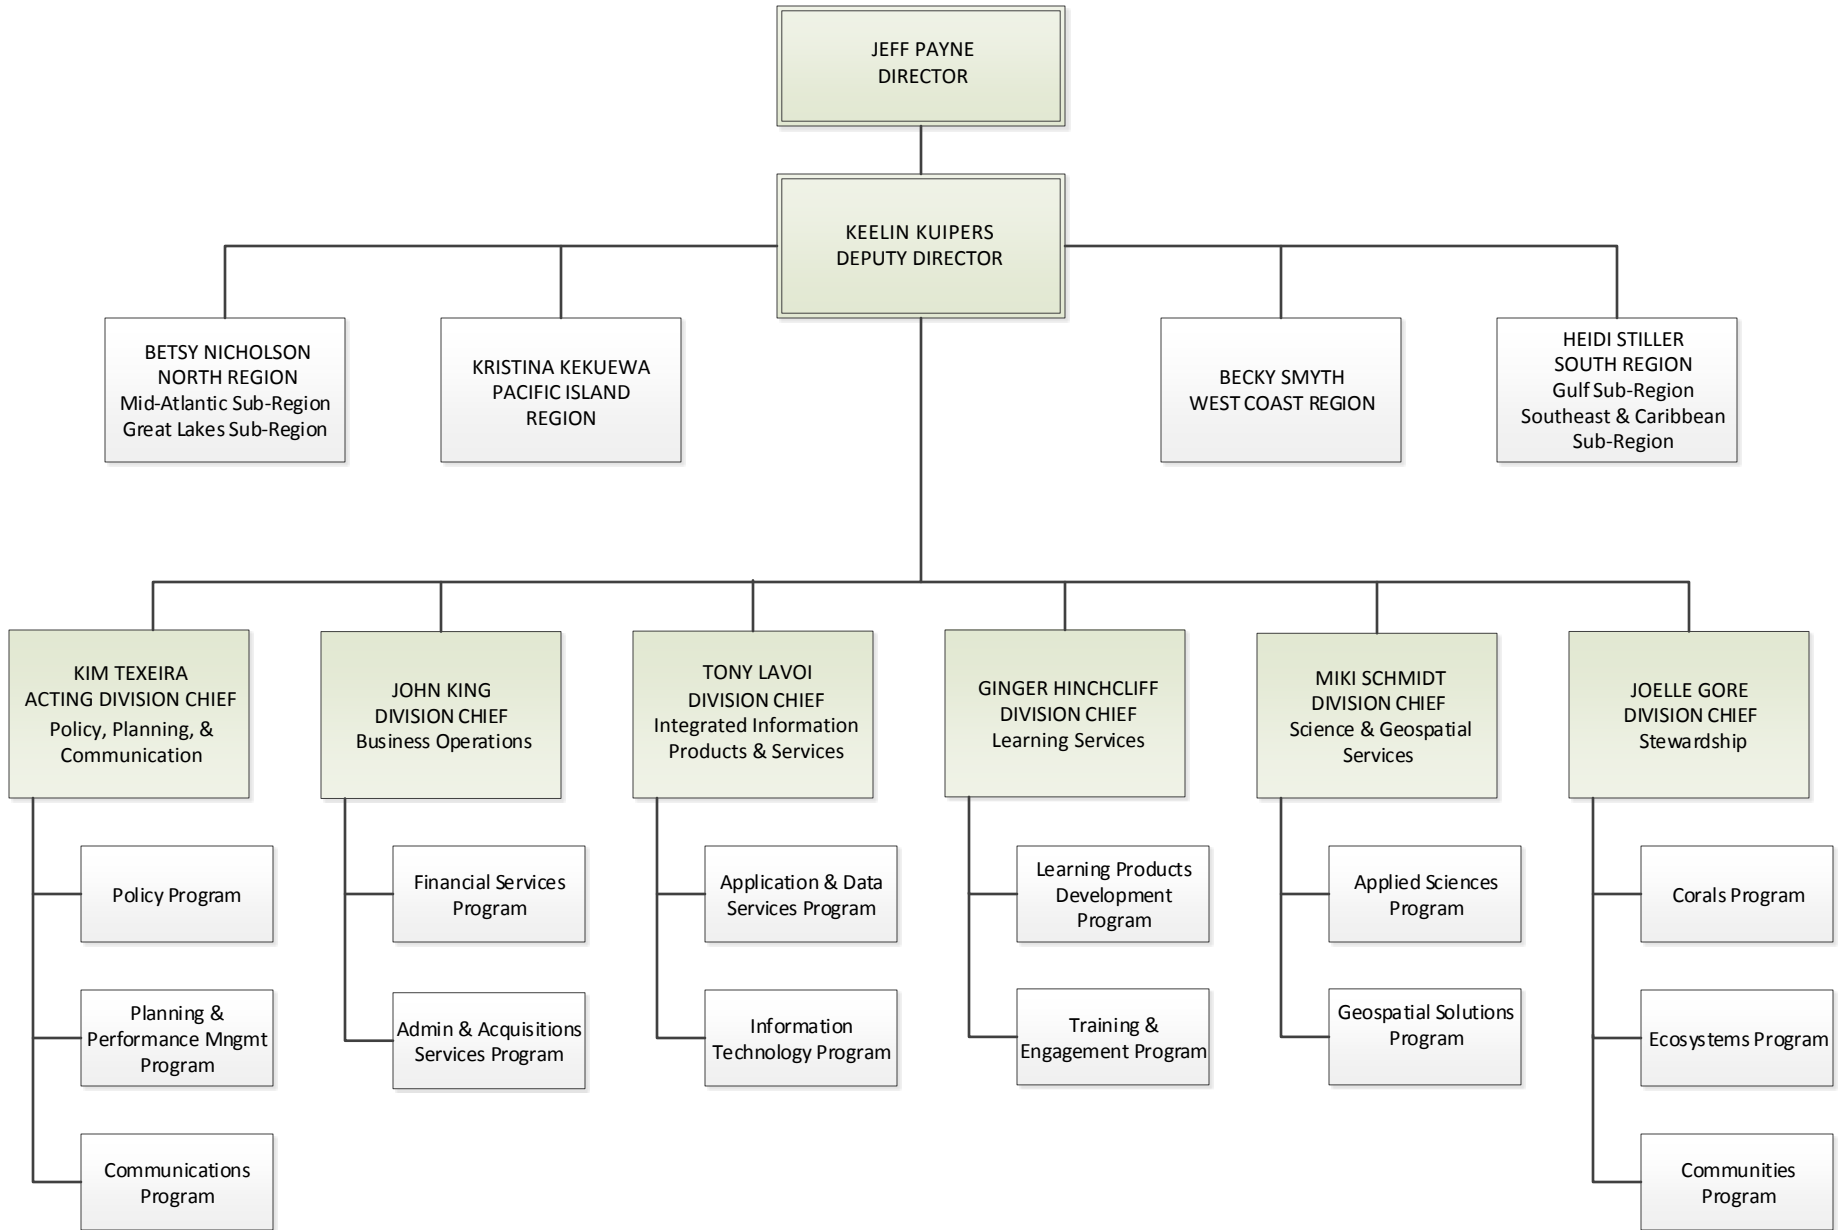 JEFF PAYNE
DIRECTOR
KEELIN KUIPERS
DEPUTY DIRECTOR
BETSY NICHOLSON
NORTH REGION
Mid-Atlantic Sub-Region
Great Lakes Sub-Region
KRISTINA KEKUEWA
PACIFIC ISLAND
REGION
BECKY SMYTH
WEST COAST REGION
HEIDI STILLER
SOUTH REGION
Gulf Sub-Region
Southeast & Caribbean
Sub-Region
KIM TEXEIRA
ACTING DIVISION CHIEF
Policy, Planning, &
Communication
JOHN KING
DIVISION CHIEF
Business Operations
TONY LAVOI
DIVISION CHIEF
Integrated Information
Products & Services
GINGER HINCHCLIFF
DIVISION CHIEF
Learning Services
MIKI SCHMIDT
DIVISION CHIEF
Science & Geospatial
Services
JOELLE GORE
DIVISION CHIEF
Stewardship
Policy Program
Financial Services
Program
Application & Data
Services Program
Learning Products
Development
Program
Applied Sciences
Program
Corals Program
Planning &
Performance Mngmt
Program
Admin & Acquisitions
Services Program
Information
Technology Program
Training &
Engagement Program
Geospatial Solutions
Program
Ecosystems Program
Communications
Program
Communities
Program